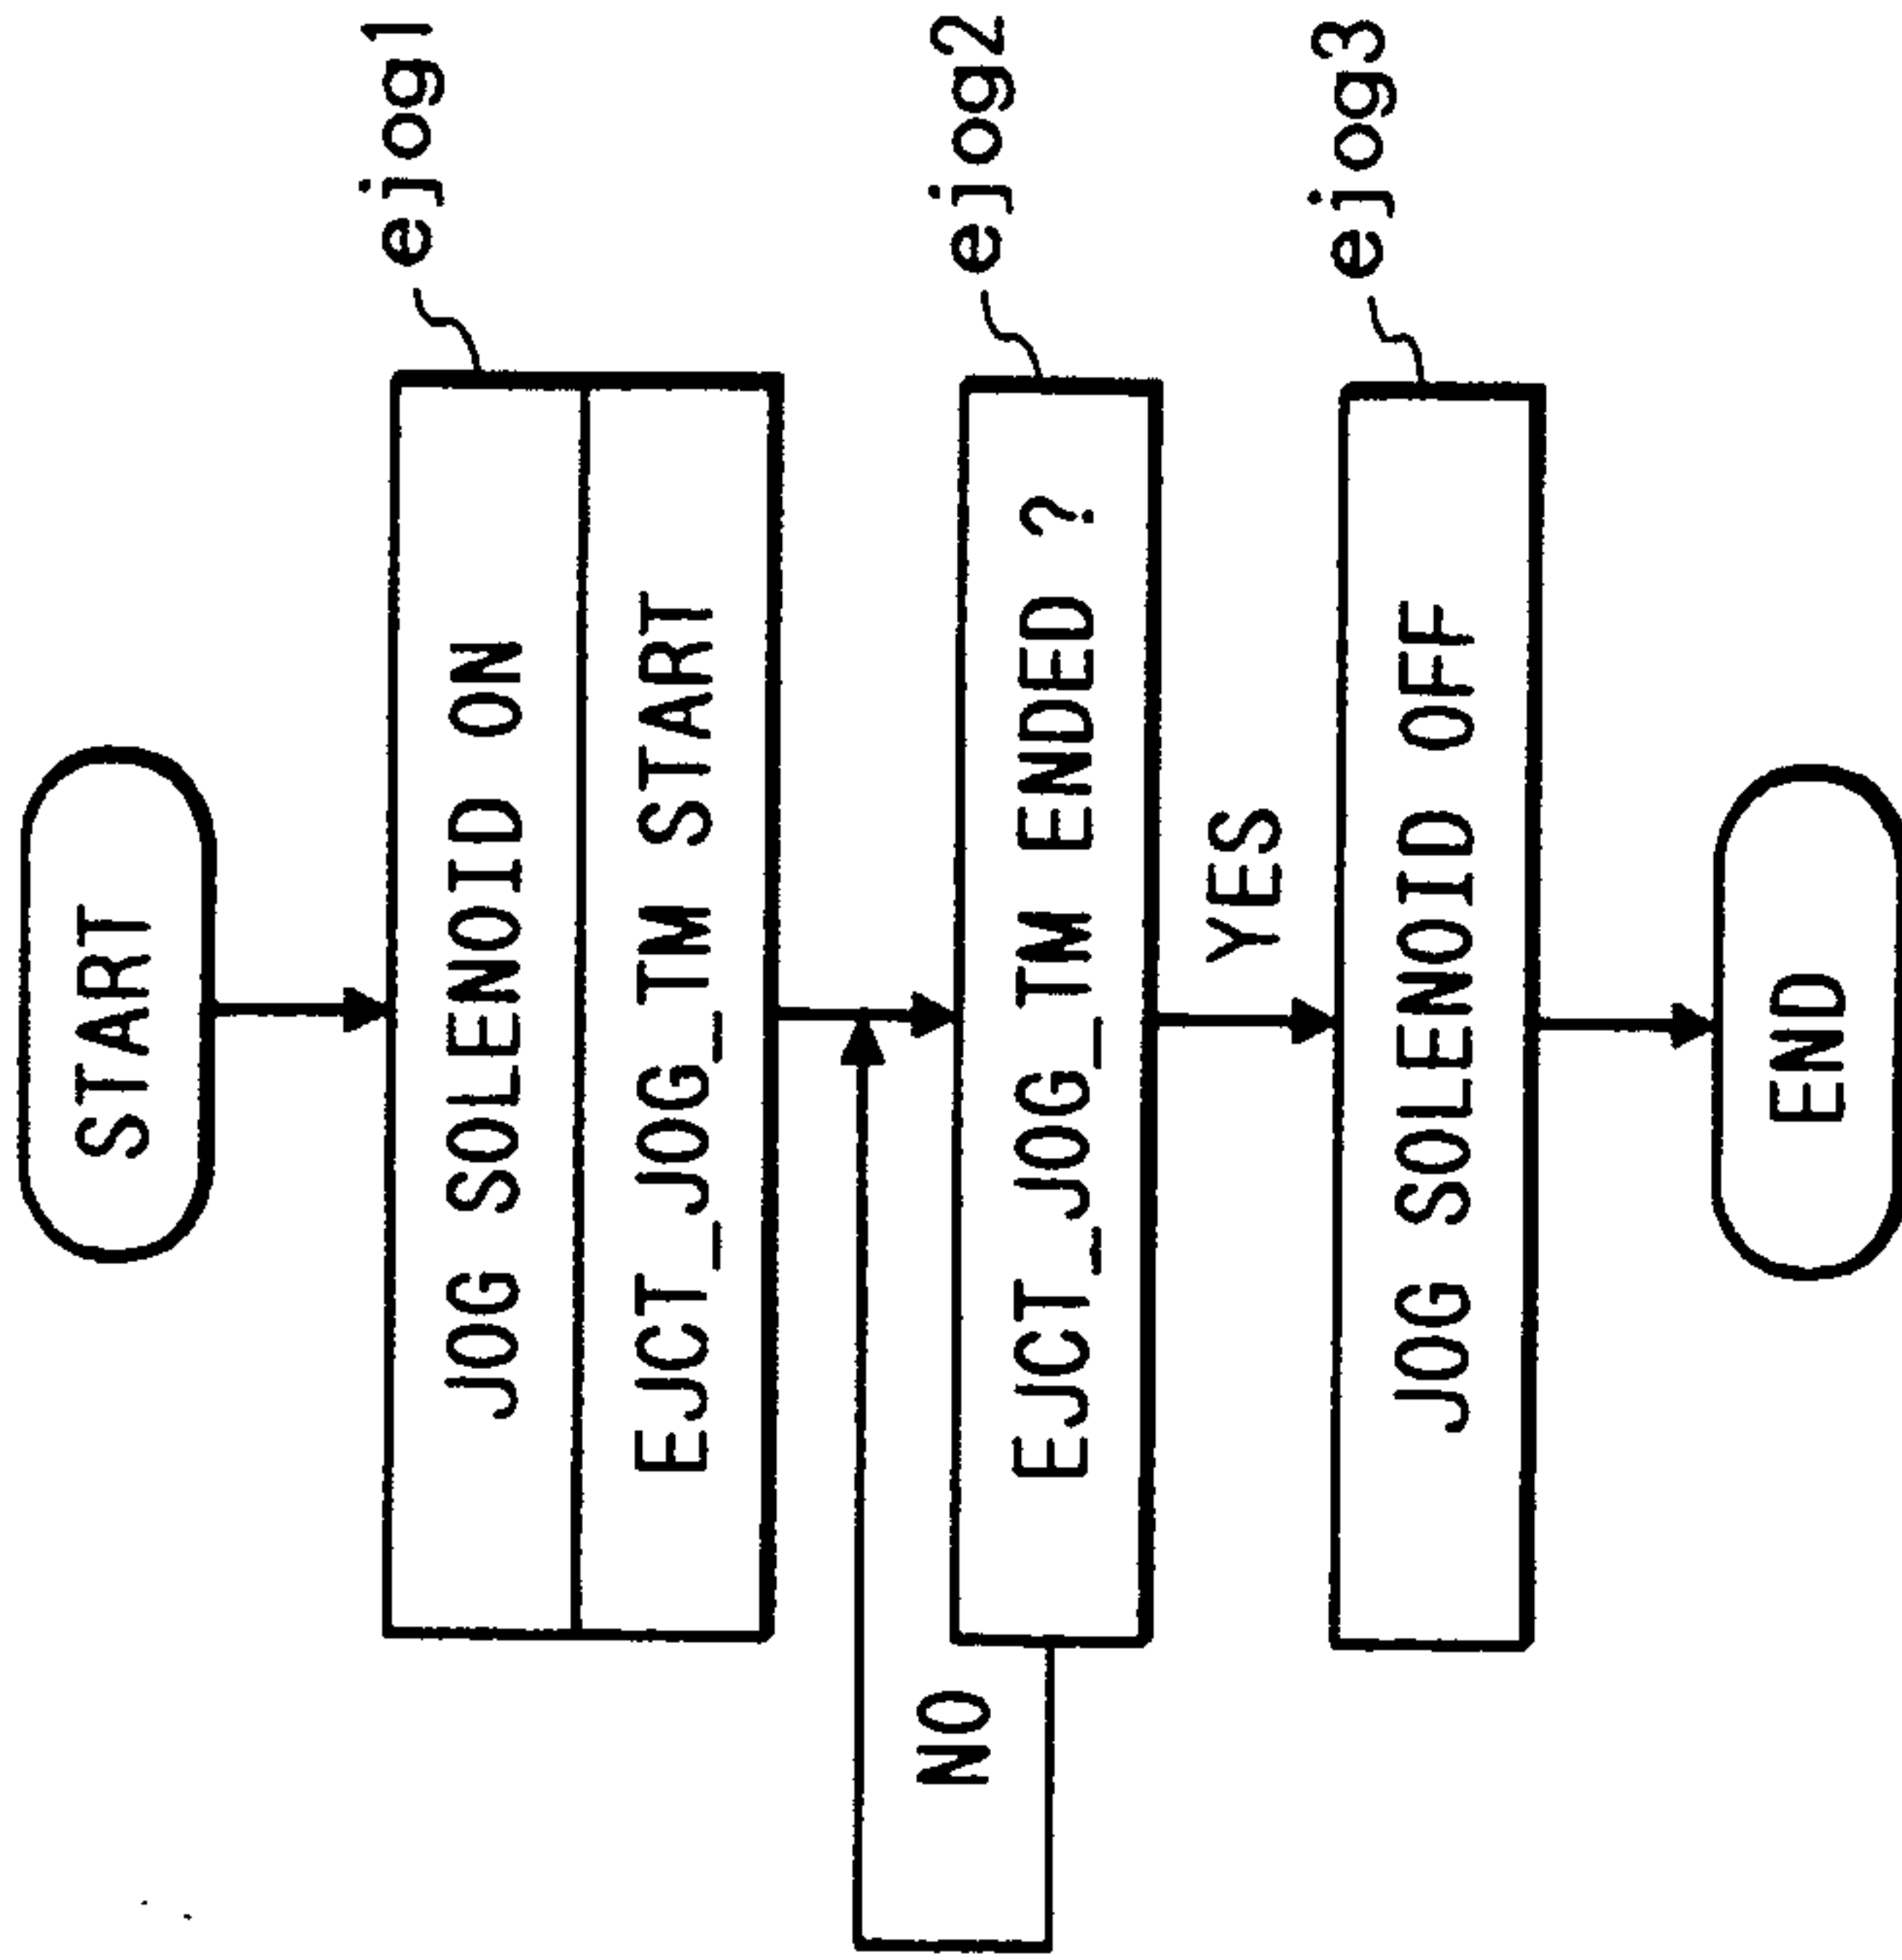 START
JOG SOLENOID ON
ejog1
EJCT_JOG_TM START
EJCT_JOG_TM ENDED ?
ejog2
NO
YES
JOG SOLENOID OFF
ejog3
END